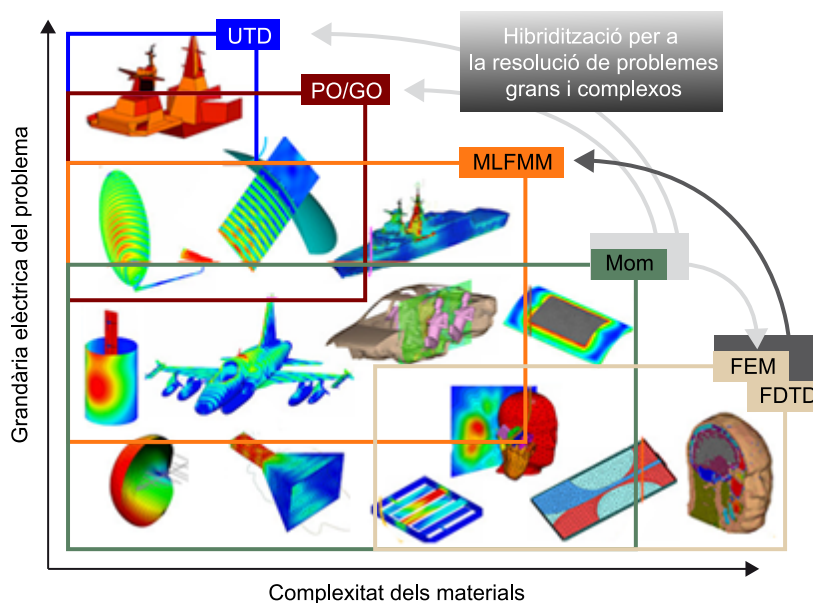 UTD
Hibridització per a
la resolució de problemes
grans i complexos
PO/GO
MLFMM
Mom
FEM
FDTD
Grandària elèctrica del problema
Complexitat dels materials